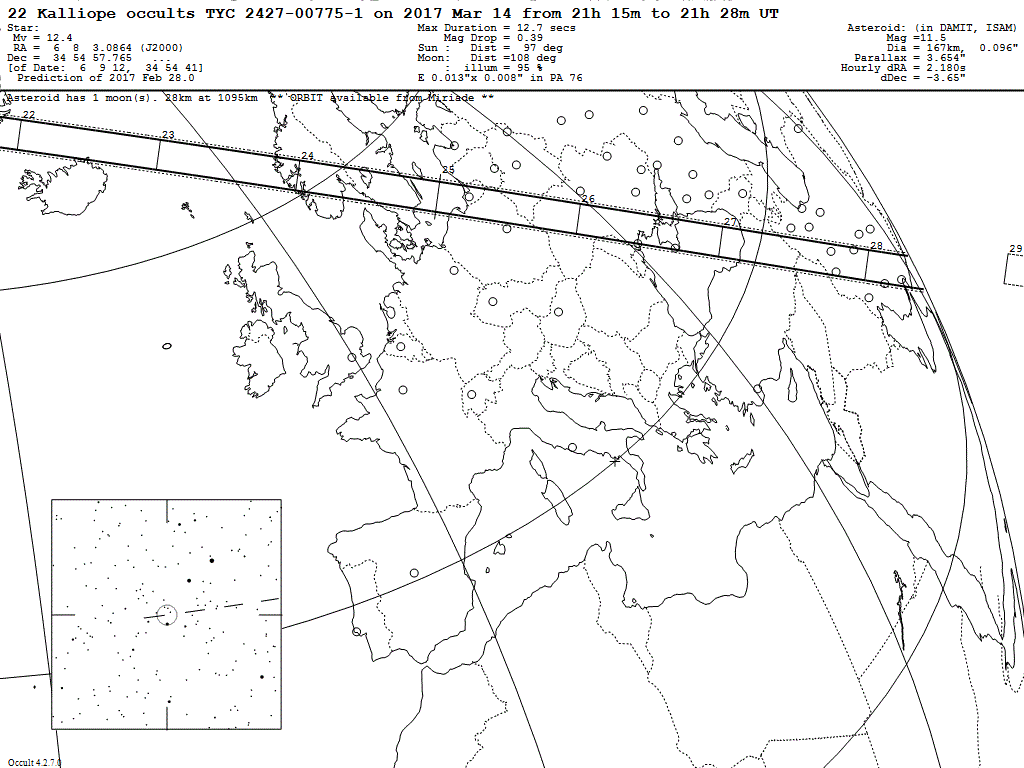 22 Kalliope occults TYC 2427-00775-1 on 2017 Mar 14 from 21h 15m to 21h 28m UT
Star:
Mv = 12.4
RA = 6 8 3.0864 (J2000)
Dec = 34 54 57.765 ...
[of Date: 6 9 12, 34 54 41]
Prediction of 2017 Feb 28.0
Max Duration = 12.7 secs
Mag Drop = 0.39
Sun : Dist = 97 deg
Moon: Dist =108 deg
: illum = 95 %
E 0.013"x 0.008" in PA 76
Asteroid: (in DAMIT, ISAM)
Mag =11.5
Dia = 167km, 0.096"
Parallax = 3.654"
Hourly dRA = 2.180s
dDec = -3.65"
Asteroid has 1 moon(s). 28km at 1095km ** ORBIT available from Miriade **
22
23
24
25
26
27
28
29
Occult 4.2.7.0